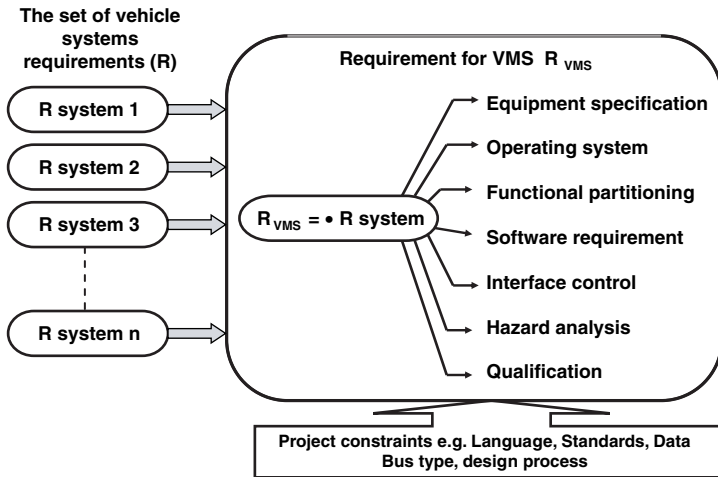 The set of vehicle
systems
requirements (R)
R system 1
R system 2
R system 3
R system n
Requirement for VMS R VMS
R VMS = • R system
Equipment specification
Operating system
Functional partitioning
Software requirement
Interface control
Hazard analysis
Qualification
Project constraints e.g. Language, Standards, Data
Bus type, design process